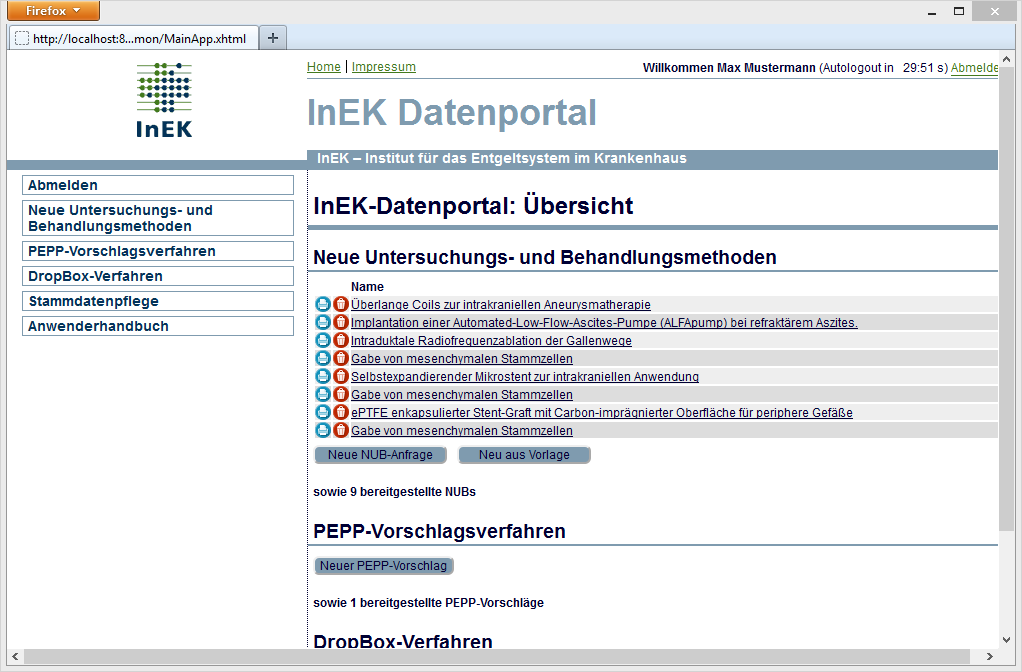 Firefox
http://localhost:8...mon/MainApp.xhtml
InEK
Home | Impressum
Willkommen Max Mustermann (Autologout in 29:51 s) Abmelde
InEK Datenportal
InEK – Institut für das Entgeltsystem im Krankenhaus
Abmelden
Neue Untersuchungs- und
Behandlungsmethoden
PEPP-Vorschlagsverfahren
DropBox-Verfahren
Stammdatenpflege
Anwenderhandbuch
InEK-Datenportal: Übersicht
Neue Untersuchungs- und Behandlungsmethoden
Name
Überlange Coils zur intrakraniellen Aneurysmatherapie
Implantation einer Automated-Low-Flow-Ascites-Pumpe (ALFApump) bei refraktärem Aszites.
Intraduktale Radiofrequenzablation der Gallenwege
Gabe von mesenchymalen Stammzellen
Selbstexpandierender Mikrostent zur intrakraniellen Anwendung
Gabe von mesenchymalen Stammzellen
ePTFE enkapsulierter Stent-Graft mit Carbon-imprägnierter Oberfläche für periphere Gefäße
Gabe von mesenchymalen Stammzellen
Neue NUB-Anfrage
Neu aus Vorlage
sowie 9 bereitgestellte NUBs
PEPP-Vorschlagsverfahren
Neuer PEPP-Vorschlag
sowie 1 bereitgestellte PEPP-Vorschläge
DropBox-Verfahren